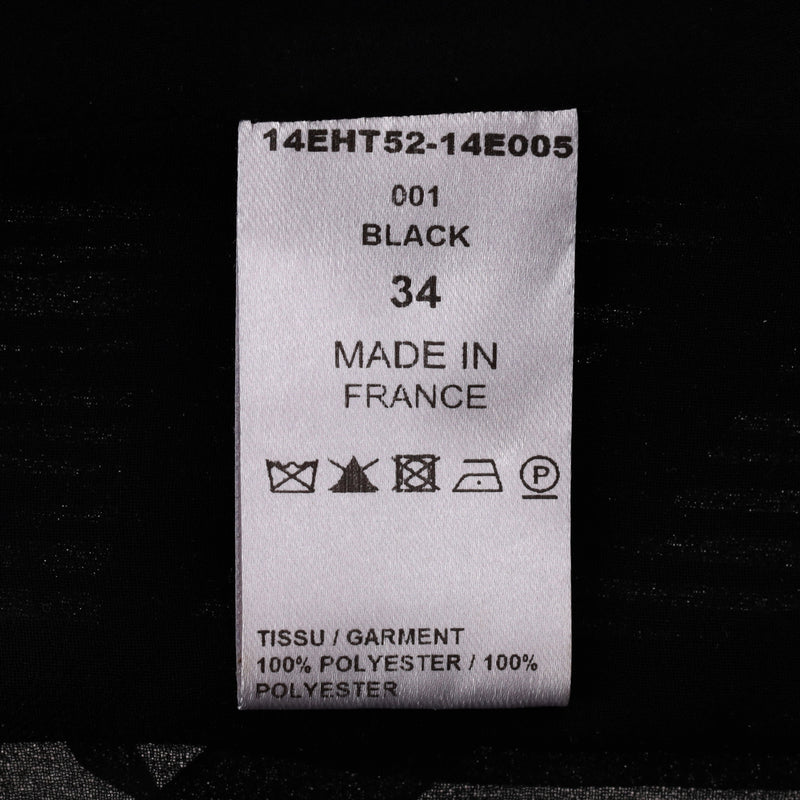 14EHT52-14E005
001
BLACK
34
MADE IN
FRANCE
P
TISSU / GARMENT
100% POLYESTER / 100%
POLYESTER